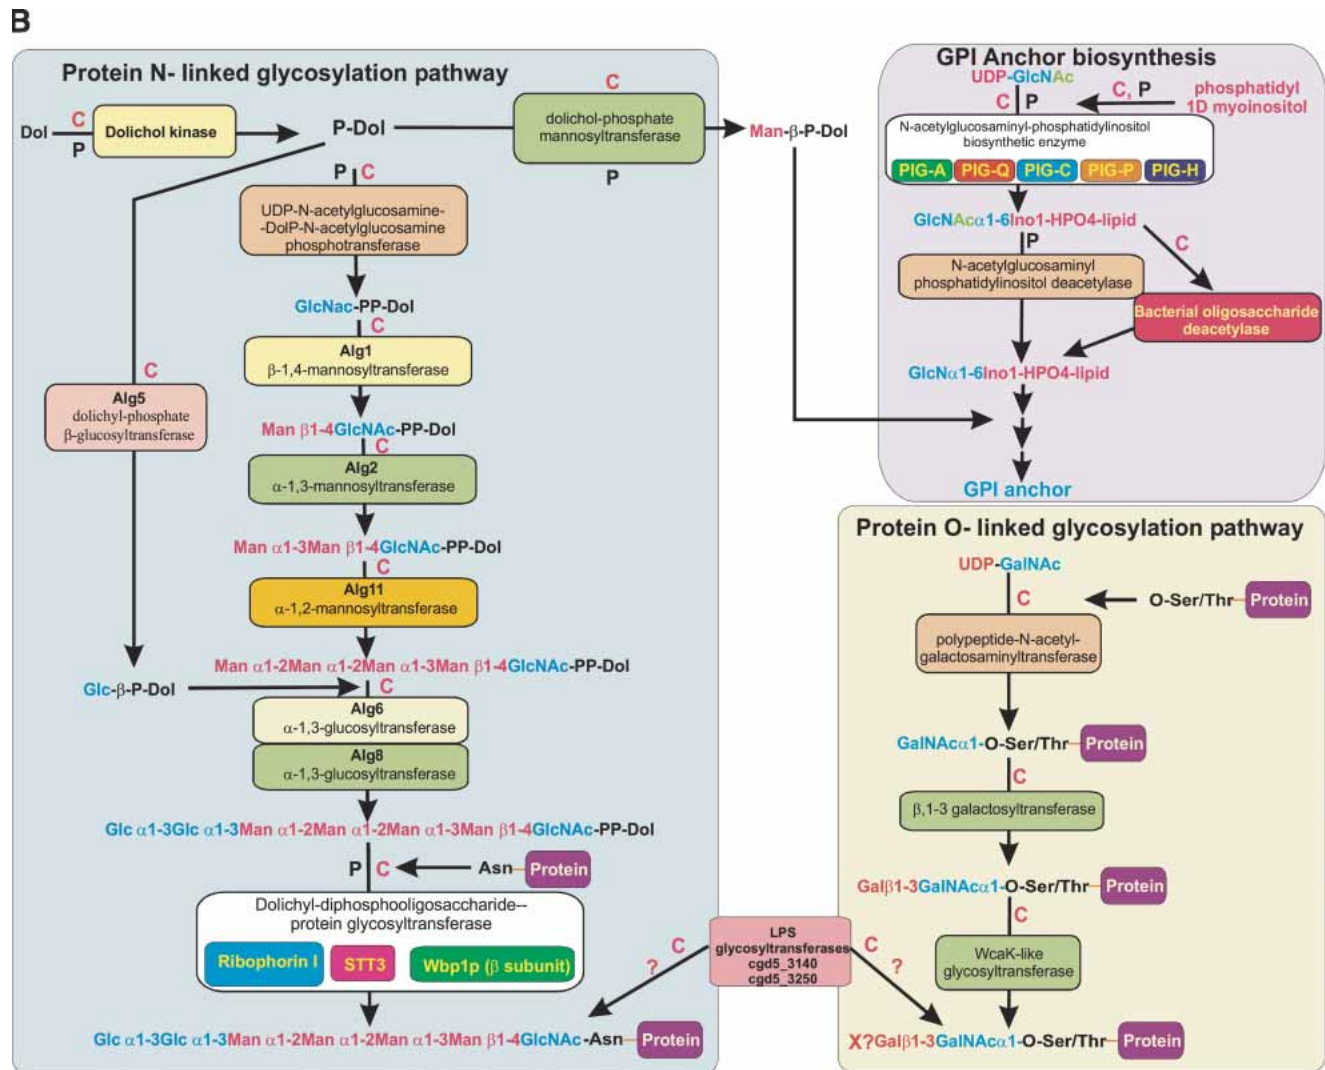 B
Protein N- linked glycosylation pathway
Dol
C
P
Dolichol kinase
P-Dol
C
dolichol-phosphate
mannosyltransferase
P
Man-β-P-Dol
P C
UDP-N-acetylglucosamine-
-DolP-N-acetylglucosamine
phosphotransferase
GlcNac-PP-Dol
C
Alg1
β-1,4-mannosyltransferase
C
Alg5
dolichyl-phosphate
β-glucosyltransferase
Man β1-4GlcNAc-PP-Dol
C
Alg2
α-1,3-mannosyltransferase
Man α1-3Man β1-4GlcNAc-PP-Dol
C
Alg11
α-1,2-mannosyltransferase
Man α1-2Man α1-2Man α1-3Man β1-4GlcNAc-PP-Dol
Glc-β-P-Dol
C
Alg6
α-1,3-glucosyltransferase
Alg8
α-1,3-glucosyltransferase
Glc α1-3Glc α1-3Man α1-2Man α1-2Man α1-3Man β1-4GlcNAc-PP-Dol
P C
Asn Protein
Dolichyl-diphosphooligosaccharide--
protein glycosyltransferase
Ribophorin I STT3 Wbp1p (β subunit)
Glc α1-3Glc α1-3Man α1-2Man α1-2Man α1-3Man β1-4GlcNAc-Asn Protein
C
?
LPS
glycosyltransferases
cgd5_3140
cgd5_3250
C
?
GPI Anchor biosynthesis
UDP-GlcNAc
C P
C, P
phosphatidyl
1D myoinositol
N-acetylglucosaminyl-phosphatidylinositol
biosynthetic enzyme
PIG-A PIG-Q PIG-C PIG-P PIG-H
GlcNAcα1-6Ino1-HPO4-lipid
P
C
N-acetylglucosaminyl
phosphatidylinositol deacetylase
Bacterial oligosaccharide
deacetylase
GlcNα1-6Ino1-HPO4-lipid
GPI anchor
Protein O- linked glycosylation pathway
UDP-GalNAc
C
O-Ser/Thr Protein
polypeptide-N-acetyl-
galactosaminyltransferase
GalNAcα1-O-Ser/Thr Protein
C
β,1-3 galactosyltransferase
Galβ1-3GalNAcα1-O-Ser/Thr Protein
C
WcaK-like
glycosyltransferase
X?Galβ1-3GalNAcα1-O-Ser/Thr Protein